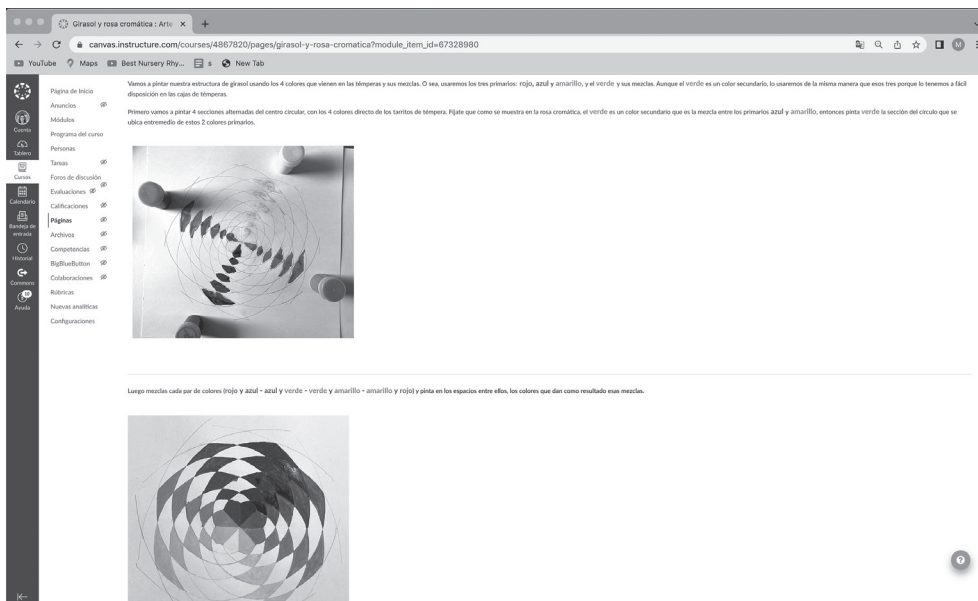 Girasol y rosa cromática : Arte
canvas.instructure.com/courses/4867820/pages/girasol-y-rosa-cromatica?module_item_id=67328980
M
YouTube Maps Best Nursery Rhy... s New Tab
Cuenta
Tablero
Cursos
Calendario
Bandeja de entrada
Historial
Commons
10
Ayuda
Página de Inicio
Anuncios
Módulos
Programa del curso
Personas
Tareas
Foros de discusión
Evaluaciones
Calificaciones
Páginas
Archivos
Competencias
BigBlueButton
Colaboraciones
Rúbricas
Nuevas analíticas
Configuraciones
Vamos a pintar nuestra estructura de girasol usando los 4 colores que vienen en las témperas y sus mezclas. O sea, usaremos los tres primarios: rojo, azul y amarillo, y el verde y sus mezclas. Aunque el verde es un color secundario, lo usaremos de la misma manera que esos tres porque lo tenemos a fácil
disposición en las cajas de témperas.
Primero vamos a pintar 4 secciones alternadas del centro circular, con los 4 colores directo de los tarritos de témpera. Fíjate que como se muestra en la rosa cromática, el verde es un color secundario que es la mezcla entre los primarios azul y amarillo, entonces pinta verde la sección del círculo que se
ubica entremedio de estos 2 colores primarios.
Luego mezclas cada par de colores (rojo y azul - azul y verde - verde y amarillo - amarillo y rojo) y pinta en los espacios entre ellos, los colores que dan como resultado esas mezclas.